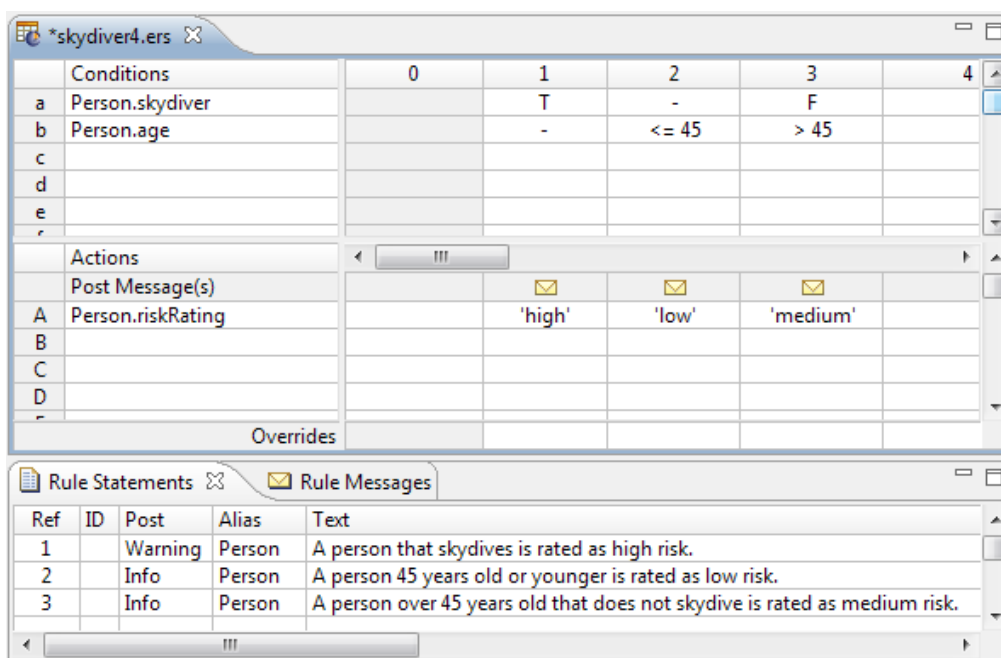 *skydiver4.ers
Conditions 0 1 2 3 4
a Person.skydiver T - F
b Person.age - <= 45 > 45
c
d
e
Actions
Post Message(s)
A Person.riskRating 'high' 'low' 'medium'
B
C
D
Overrides
Rule Statements Rule Messages
Ref ID Post Alias Text
1 Warning Person A person that skydives is rated as high risk.
2 Info Person A person 45 years old or younger is rated as low risk.
3 Info Person A person over 45 years old that does not skydive is rated as medium risk.